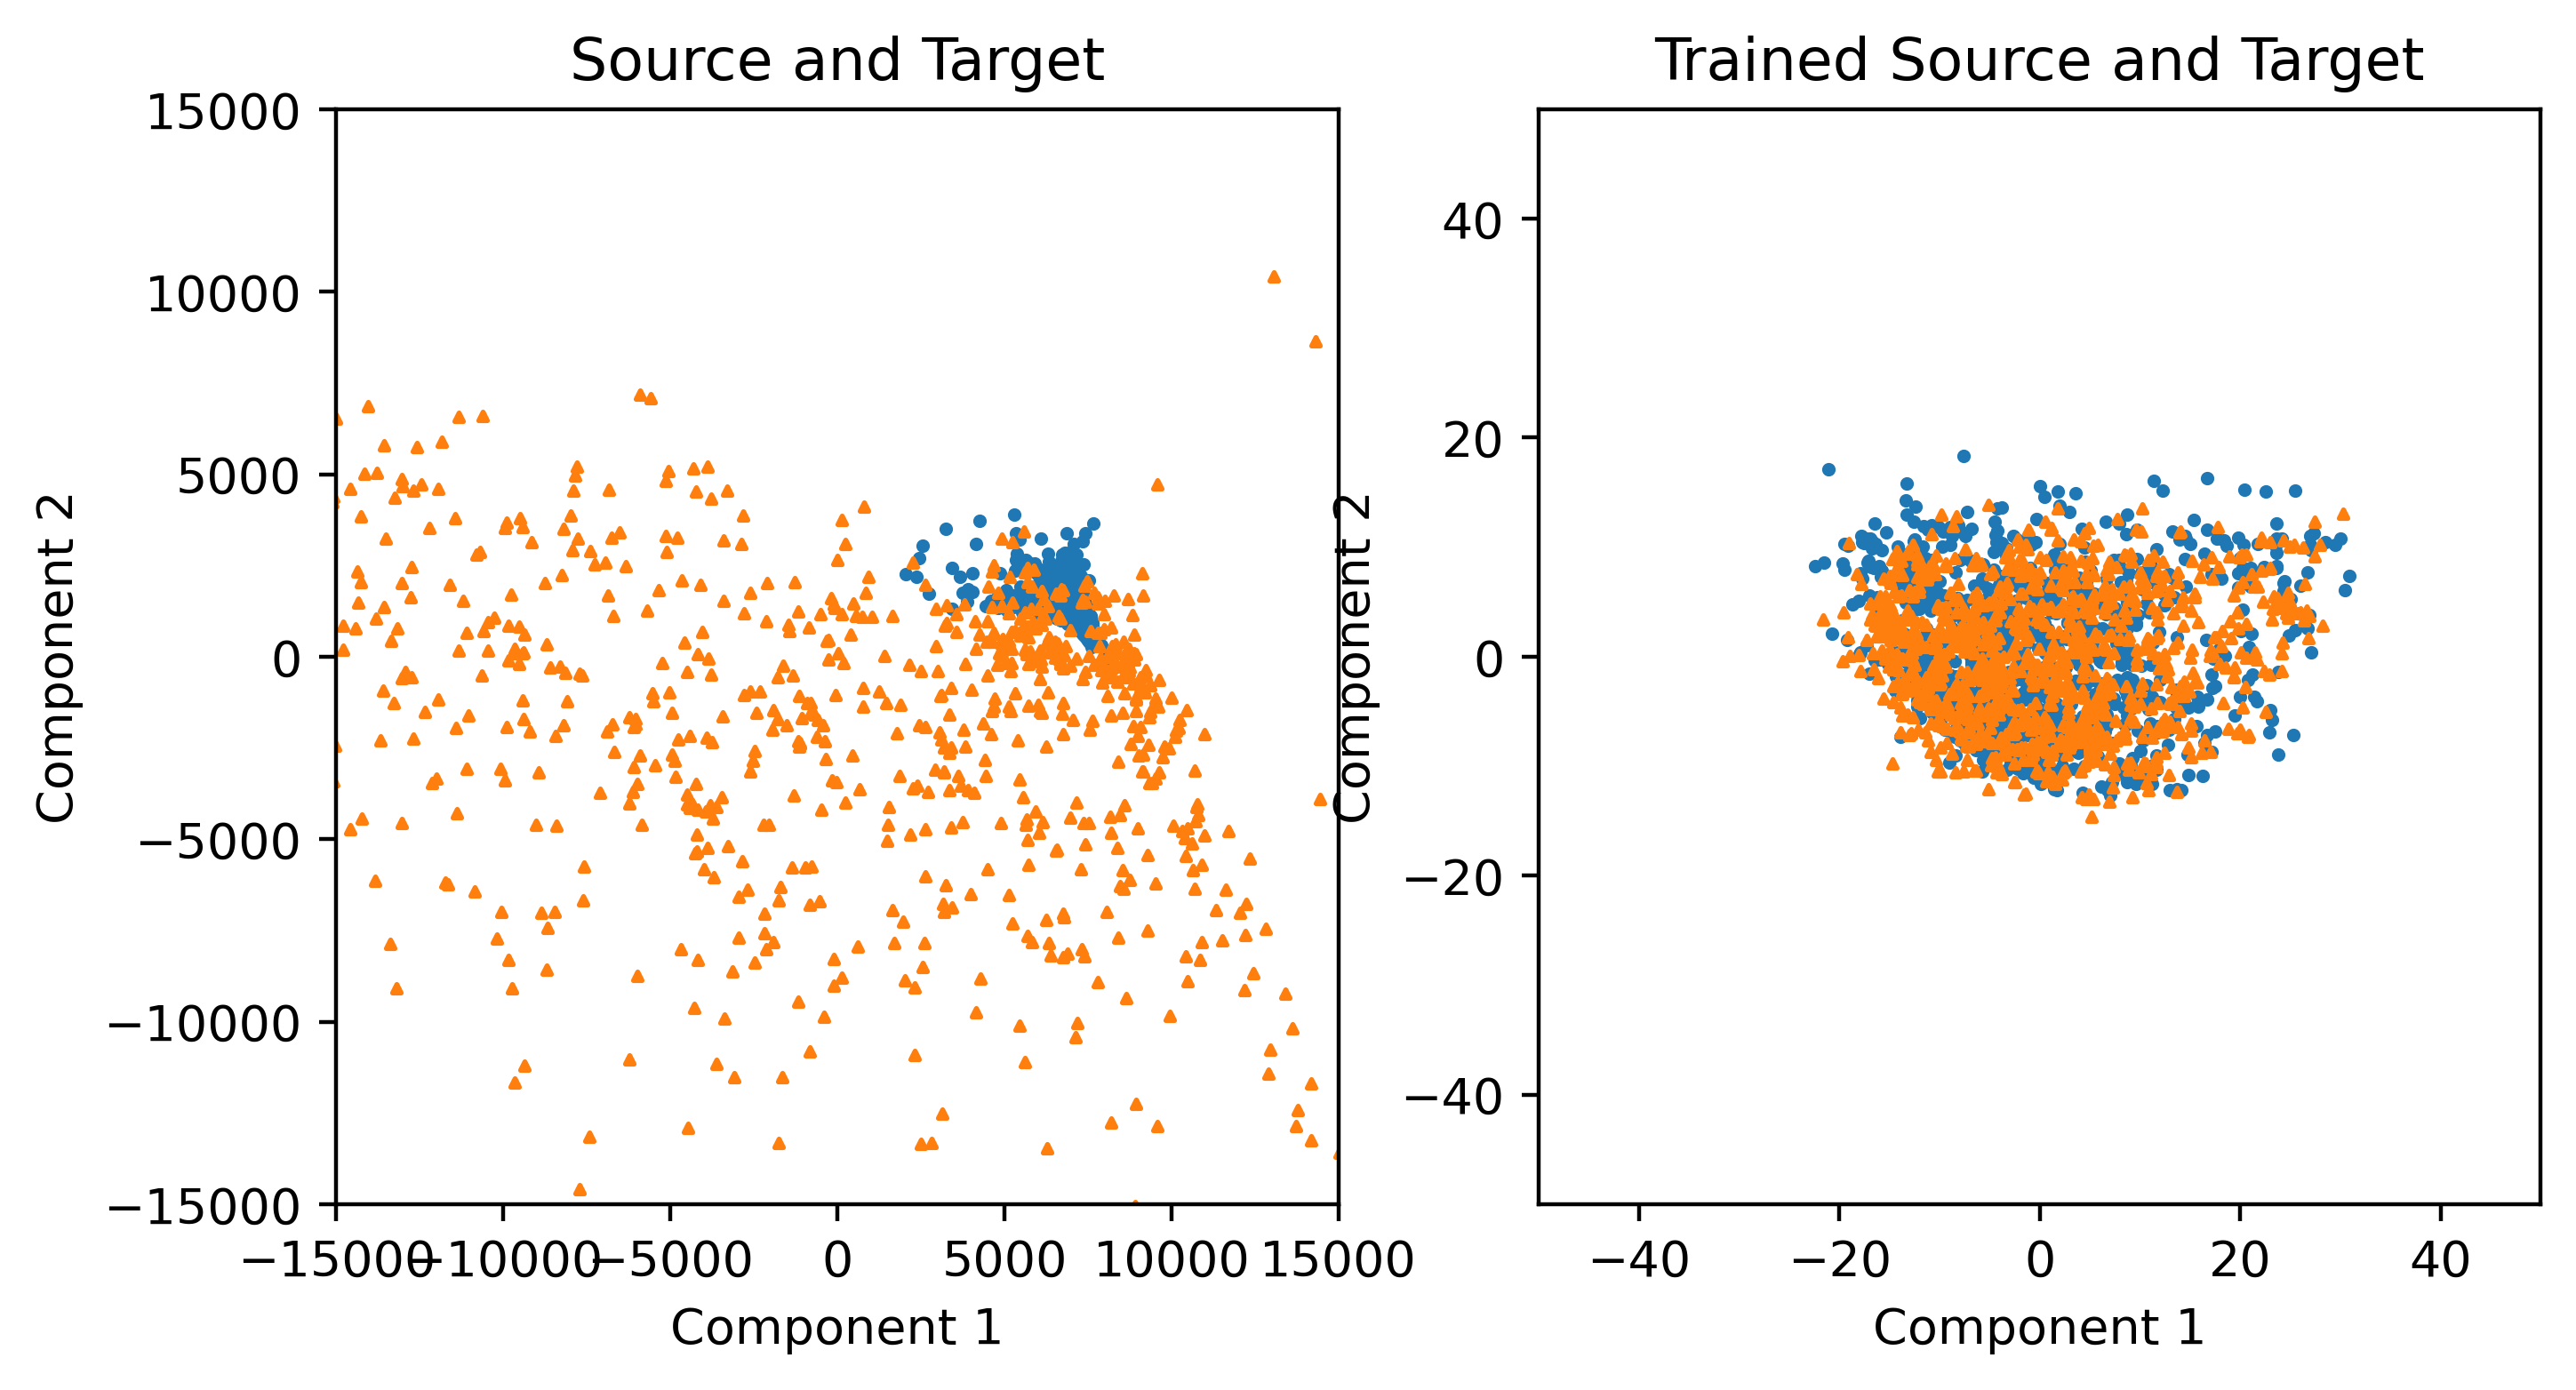 Source and Target
15000
10000
5000
0
−5000
−10000
−15000
Component 2
−15000 −10000 −5000 0 5000 10000 15000
Component 1
Trained Source and Target
40
20
0
−20
−40
Component 2
−40 −20 0 20 40
Component 1